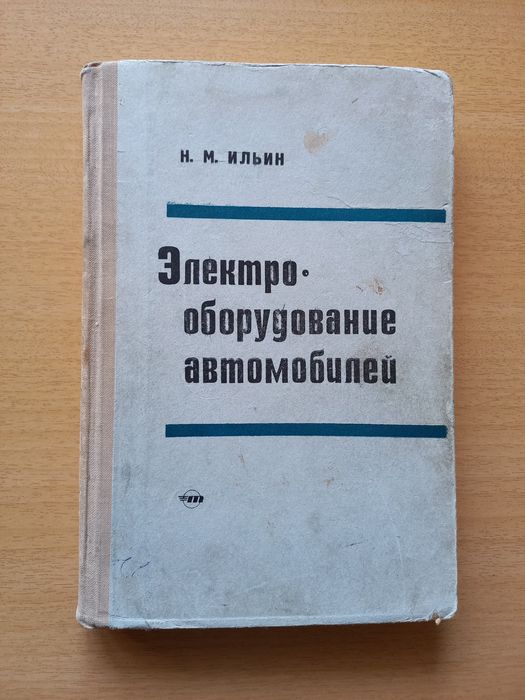 Н. М. ИЛЬИН
Электро-
оборудование
автомобилей
т